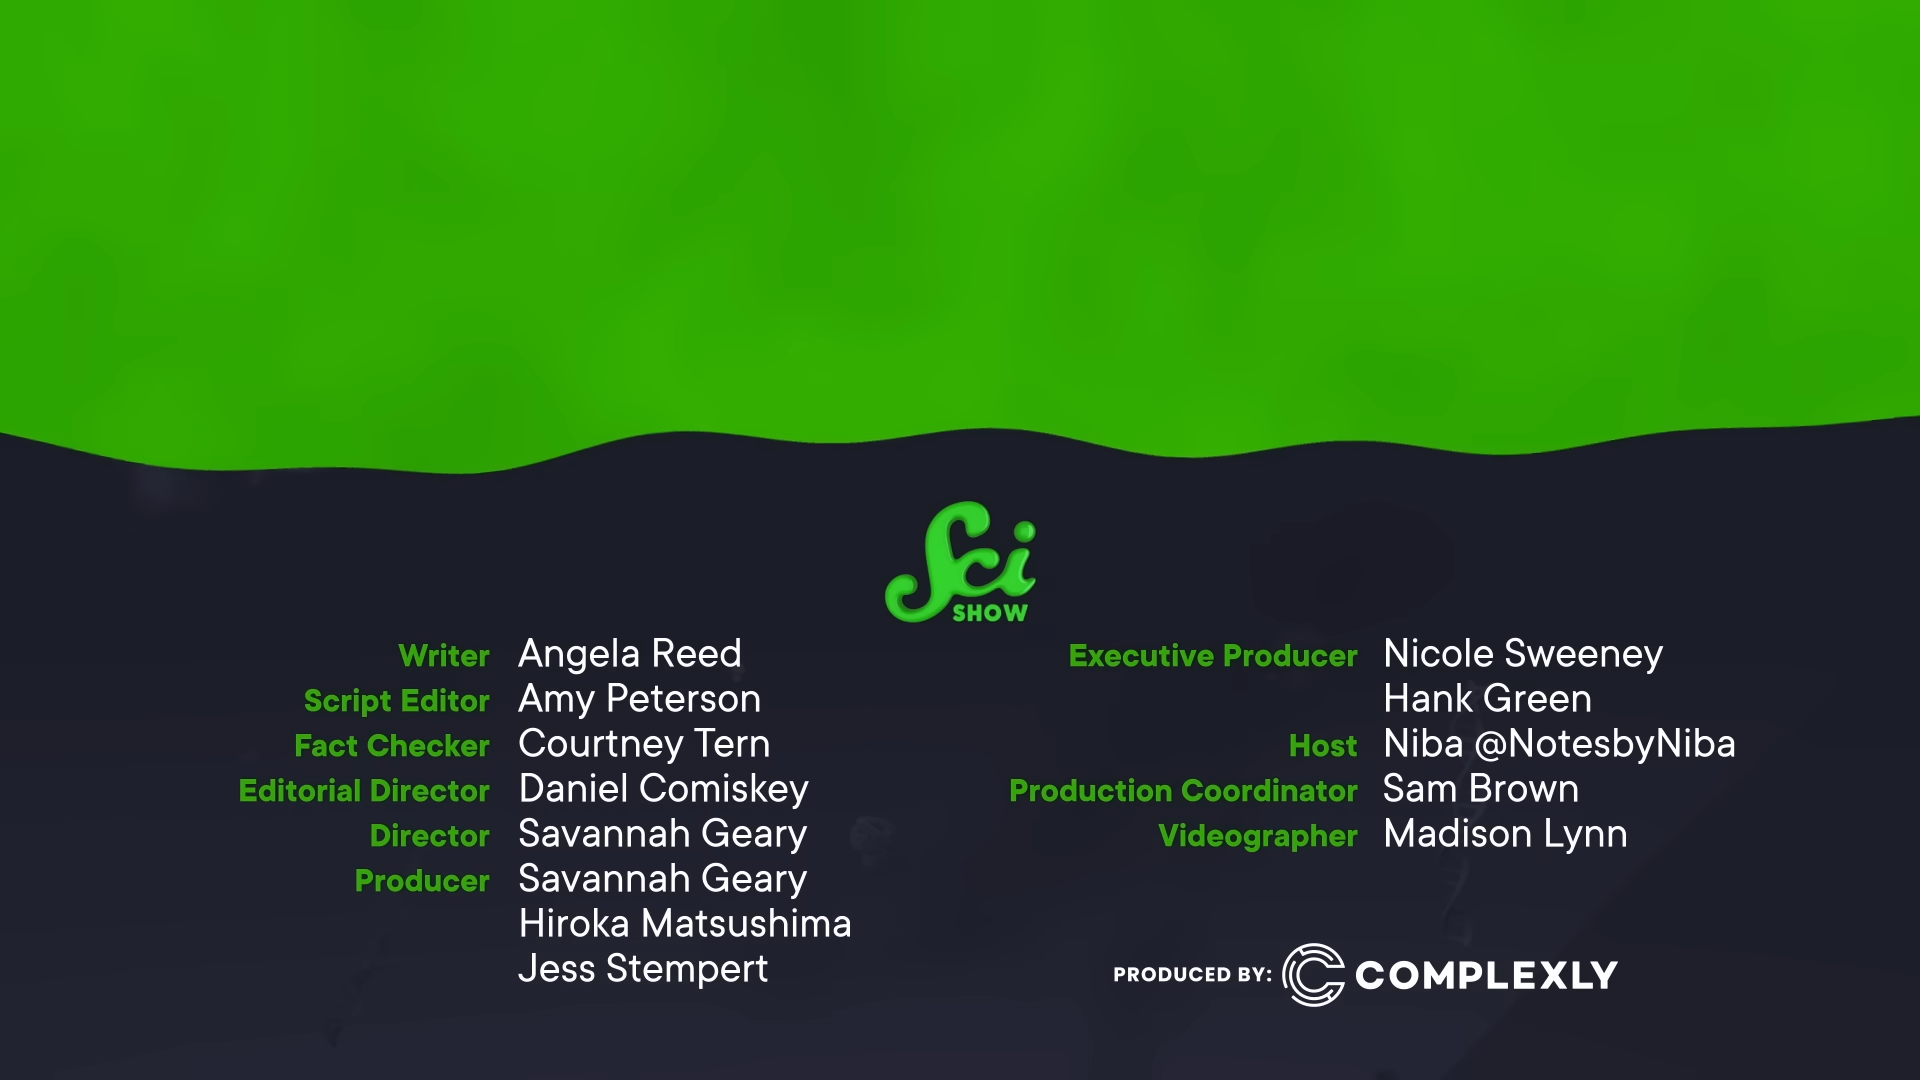 Sci
SHOW
Writer Angela Reed
Script Editor Amy Peterson
Fact Checker Courtney Tern
Editorial Director Daniel Comiskey
Director Savannah Geary
Producer Savannah Geary
Hiroka Matsushima
Jess Stempert
Executive Producer Nicole Sweeney
Hank Green
Host Niba @NotesbyNiba
Production Coordinator Sam Brown
Videographer Madison Lynn
PRODUCED BY: COMPLEXLY